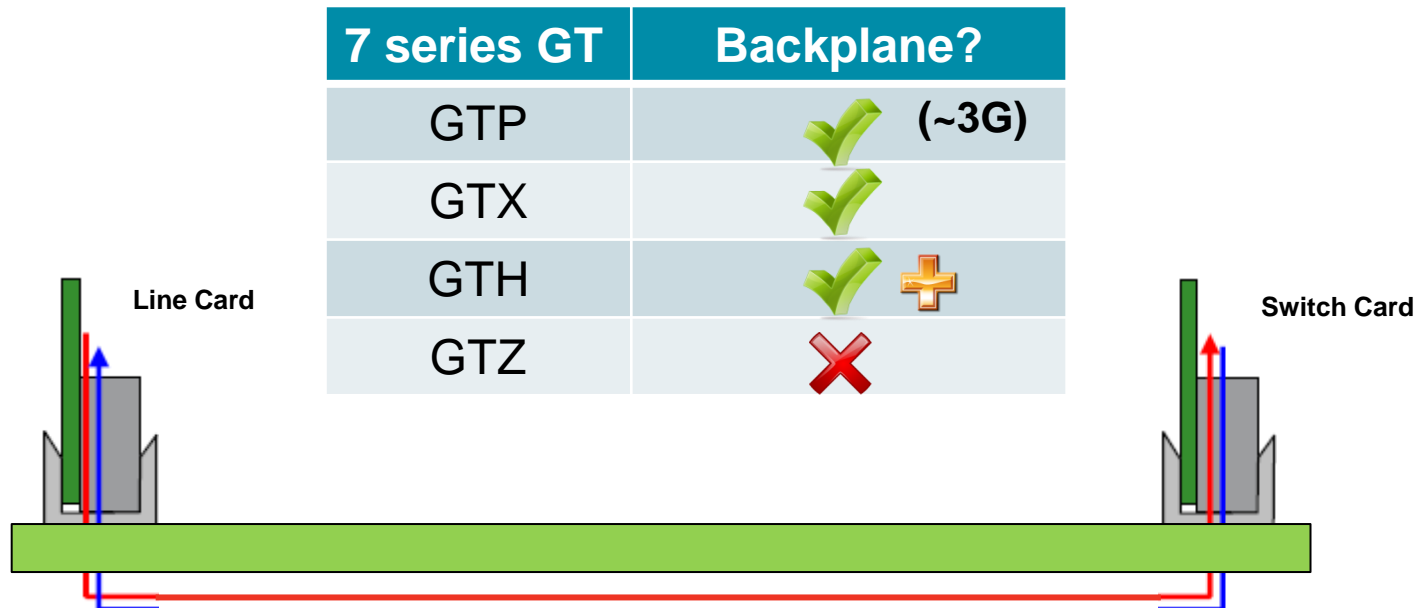 7 series GT Backplane?
GTP (~3G)
GTX
GTH
GTZ
Line Card
Switch Card